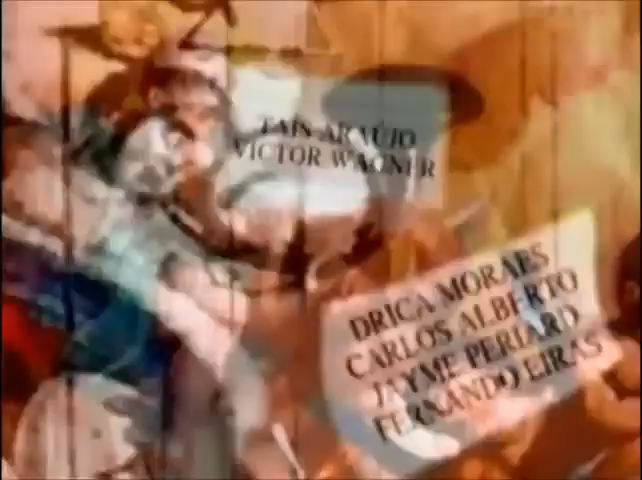 TAÍS ARAÚJO
VICTOR WAGNER
DRICA MORAES
CARLOS ALBERTO
JAYME PERIARD
FERNANDO EIRAS